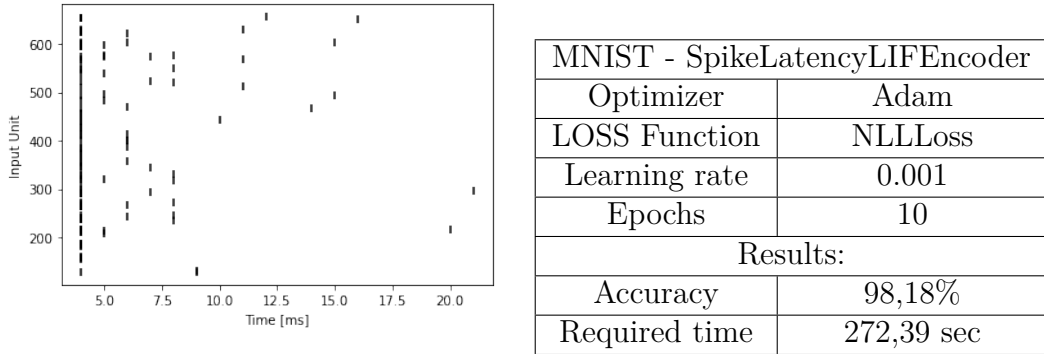 600
500
400
300
200
Input Unit
5.0 7.5 10.0 12.5 15.0 17.5 20.0
Time [ms]
MNIST - SpikeLatencyLIFEncoder
Optimizer Adam
LOSS Function NLLLoss
Learning rate 0.001
Epochs 10
Results:
Accuracy 98,18%
Required time 272,39 sec